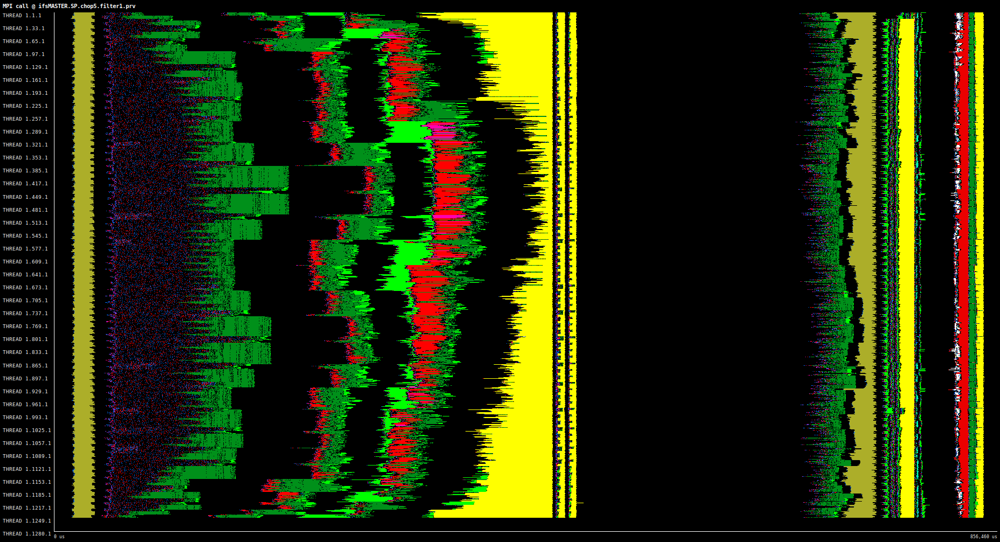 MPI call @ ifsMASTER.SP.chop5.filter1.prv
THREAD 1.1.1
THREAD 1.33.1
THREAD 1.65.1
THREAD 1.97.1
THREAD 1.129.1
THREAD 1.161.1
THREAD 1.193.1
THREAD 1.225.1
THREAD 1.257.1
THREAD 1.289.1
THREAD 1.321.1
THREAD 1.353.1
THREAD 1.385.1
THREAD 1.417.1
THREAD 1.449.1
THREAD 1.481.1
THREAD 1.513.1
THREAD 1.545.1
THREAD 1.577.1
THREAD 1.609.1
THREAD 1.641.1
THREAD 1.673.1
THREAD 1.705.1
THREAD 1.737.1
THREAD 1.769.1
THREAD 1.801.1
THREAD 1.833.1
THREAD 1.865.1
THREAD 1.897.1
THREAD 1.929.1
THREAD 1.961.1
THREAD 1.993.1
THREAD 1.1025.1
THREAD 1.1057.1
THREAD 1.1089.1
THREAD 1.1121.1
THREAD 1.1153.1
THREAD 1.1185.1
THREAD 1.1217.1
THREAD 1.1249.1
THREAD 1.1280.1
0 us
856,460 us